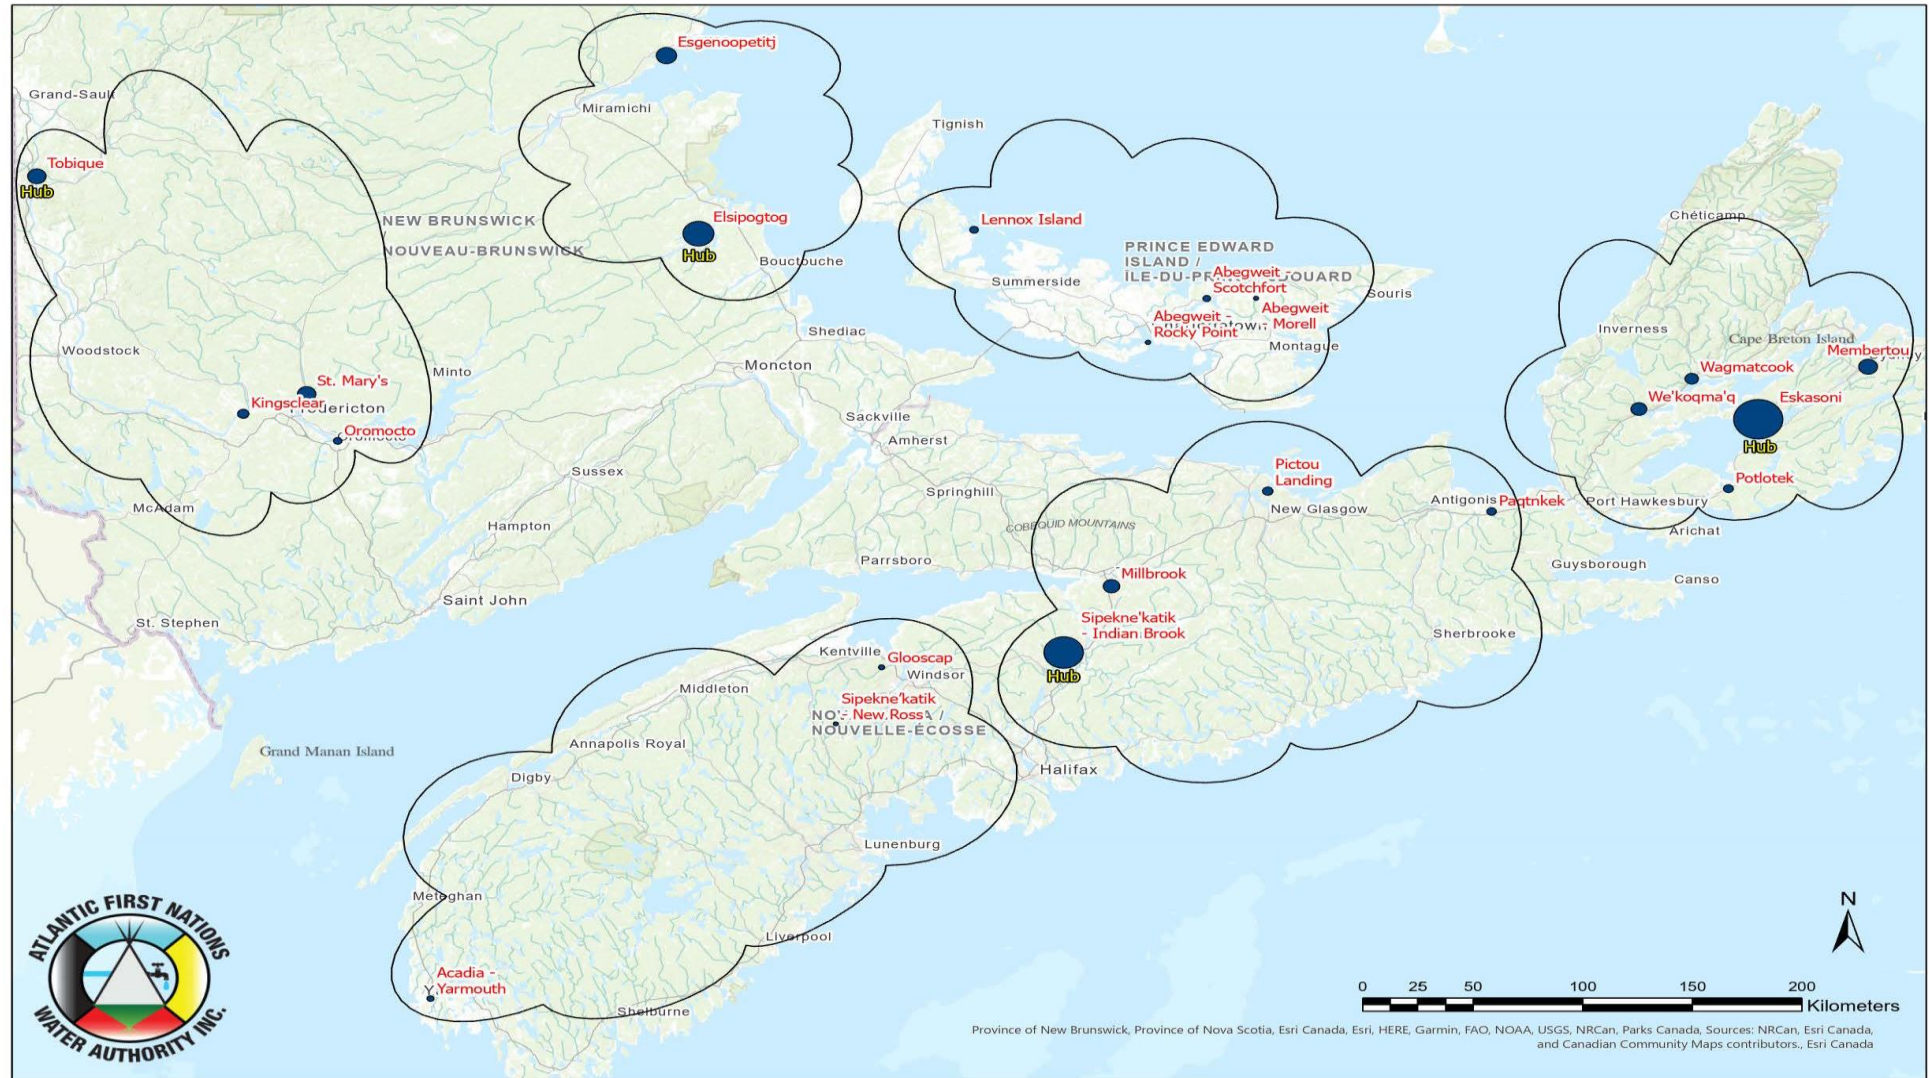 Esgenoopetitj
Grand-Sault
Miramichi
Tignish
Tobique
Hub
NEW BRUNSWICK /
NOUVEAU-BRUNSWICK
Elsipogtog
Hub
Bouctouche
Lennox Island
Summerside
PRINCE EDWARD
ISLAND /
Abegweit -
Scotchfort
Abegweit
- Morell
Abegweit -
Rocky Point
Souris
Montague
Chéticamp
Inverness
Cape Breton Island
Membertou
Wagmatcook
We'koqma'q
Eskasoni
Hub
Potlotek
Port Hawkesbury
Arichat
Woodstock
Minto
St. Mary's
Kingsclear
Fredericton
Oromocto
McAdam
Shediac
Moncton
Sackville
Amherst
Sussex
Springhill
Hampton
COBEQUID MOUNTAINS
Parrsboro
Pictou
Landing
New Glasgow
Antigonis
Paqtnkek
Guysborough
Canso
Millbrook
Sipekne'katik
- Indian Brook
Hub
Sherbrooke
Saint John
St. Stephen
Kentville
Glooscap
Windsor
Middleton
Sipekne'katik
- New Ross
NOUVELLE-ÉCOSSE
Annapolis Royal
Grand Manan Island
Digby
Halifax
Lunenburg
Meteghan
Liverpool
Acadia -
Yarmouth
Shelburne
ATLANTIC FIRST NATIONS
WATER AUTHORITY INC.
N
0 25 50 100 150 200
Kilometers
Province of New Brunswick, Province of Nova Scotia, Esri Canada, Esri, HERE, Garmin, FAO, NOAA, USGS, NRCan, Parks Canada, Sources: NRCan, Esri Canada,
and Canadian Community Maps contributors., Esri Canada